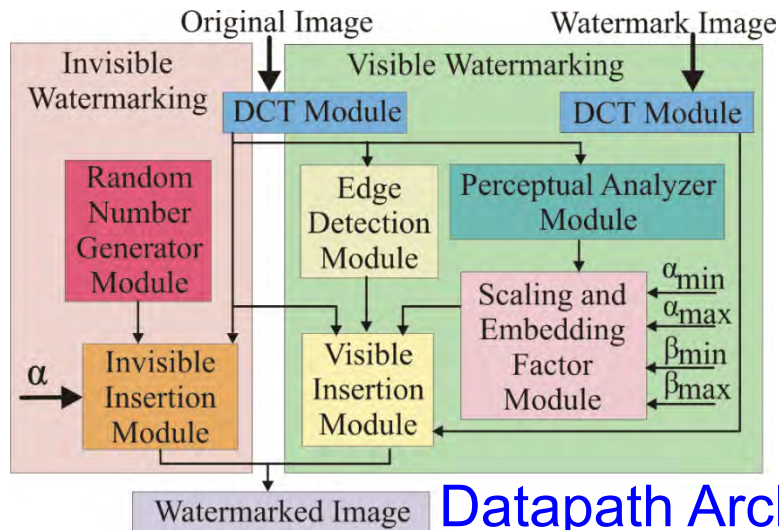 Original Image
Watermark Image
Invisible
Watermarking
Visible Watermarking
DCT Module
DCT Module
Random
Number
Generator
Module
Edge
Detection
Module
Perceptual Analyzer
Module
Scaling and
Embedding
Factor
Module
αmin
αmax
βmin
βmax
α
Invisible
Insertion
Module
Visible
Insertion
Module
Watermarked Image
Datapath Arc